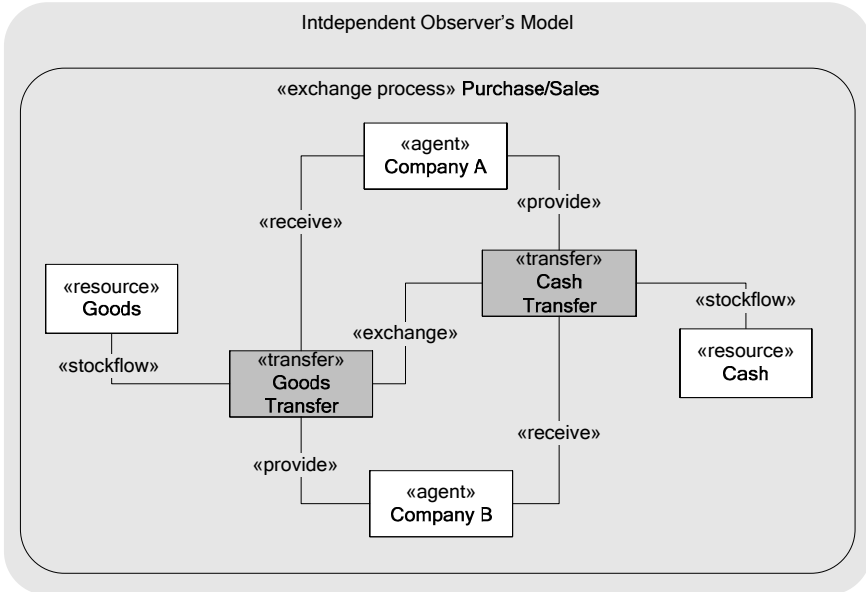 Intdependent Observer's Model
«exchange process» Purchase/Sales
«agent»
Company A
«receive»
«provide»
«transfer»
Cash
Transfer
«resource»
Goods
«stockflow»
«exchange»
«stockflow»
«transfer»
Goods
Transfer
«resource»
Cash
«receive»
«provide»
«agent»
Company B